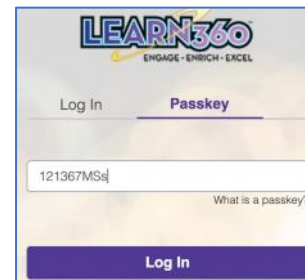 LEARN360
ENGAGE - ENRICH - EXCEL
Log In Passkey
121367MSs
What is a passkey?
Log In